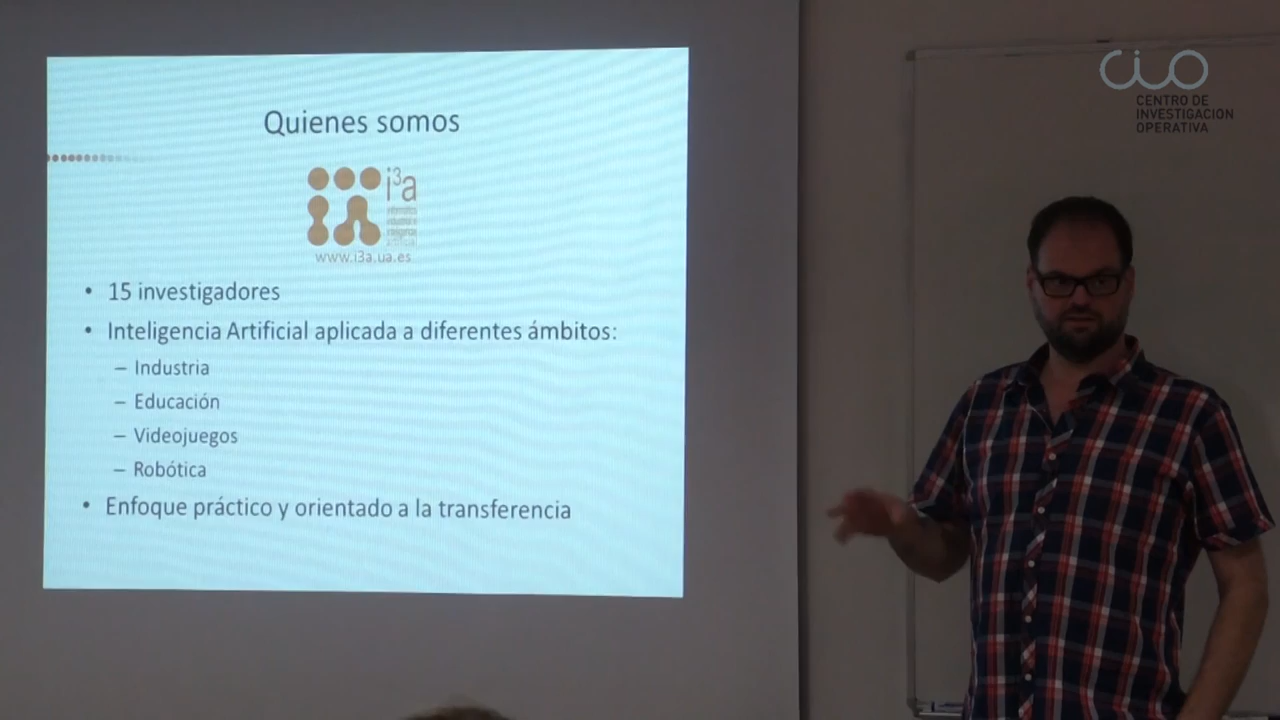 Quienes somos
i³a
www.i3a.ua.es
• 15 investigadores
• Inteligencia Artificial aplicada a diferentes ámbitos:
– Industria
– Educación
– Videojuegos
– Robótica
• Enfoque práctico y orientado a la transferencia
CIO
CENTRO DE
INVESTIGACION
OPERATIVA